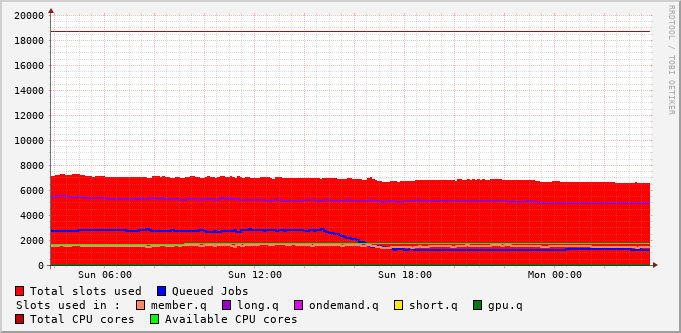 20000
18000
16000
14000
12000
10000
8000
6000
4000
2000
0
Sun 06:00 Sun 12:00 Sun 18:00 Mon 00:00
Total slots used Queued Jobs
Slots used in : member.q long.q ondemand.q short.q gpu.q
Total CPU cores Available CPU cores
RRDTOOL / TOBI OETIKER